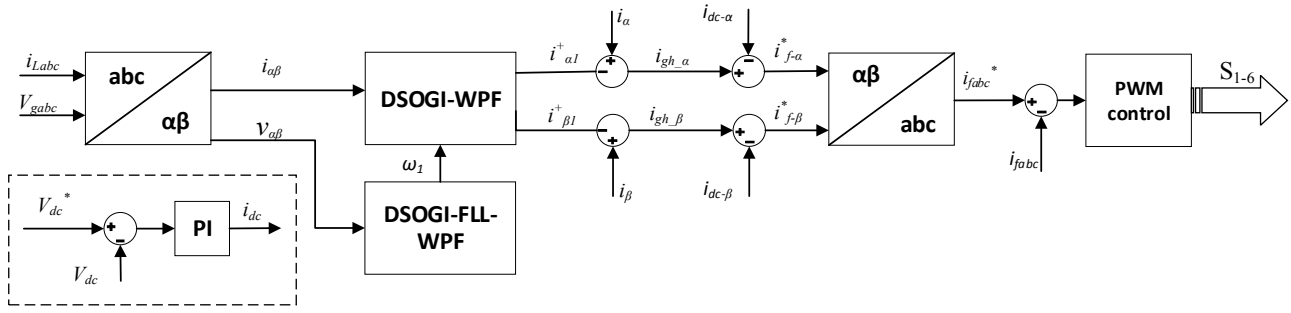 i_Labc
V_gabc
abc
αβ
i_αβ
v_αβ
DSOGI-WPF
ω_1
DSOGI-FLL-
WPF
i^+_α1
i^+_β1
i_α
i_β
i_gh_α
i_gh_β
i_dc-α
i_dc-β
i^*_f-α
i^*_f-β
αβ
abc
i_fabc^*
i_fabc
PWM
control
S_1-6
V_dc^*
V_dc
PI
i_dc